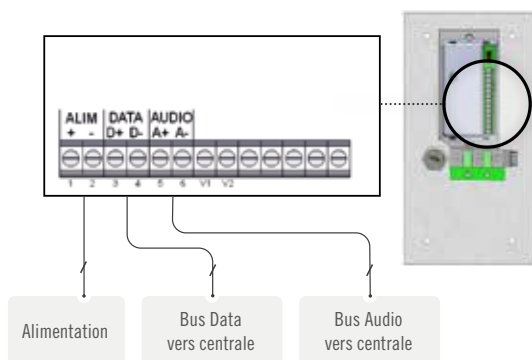 ALIM DATA AUDIO
+ - D+ D- A+ A-
1 2 3 4 5 6 V1 V2
Alimentation
Bus Data
vers centrale
Bus Audio
vers centrale